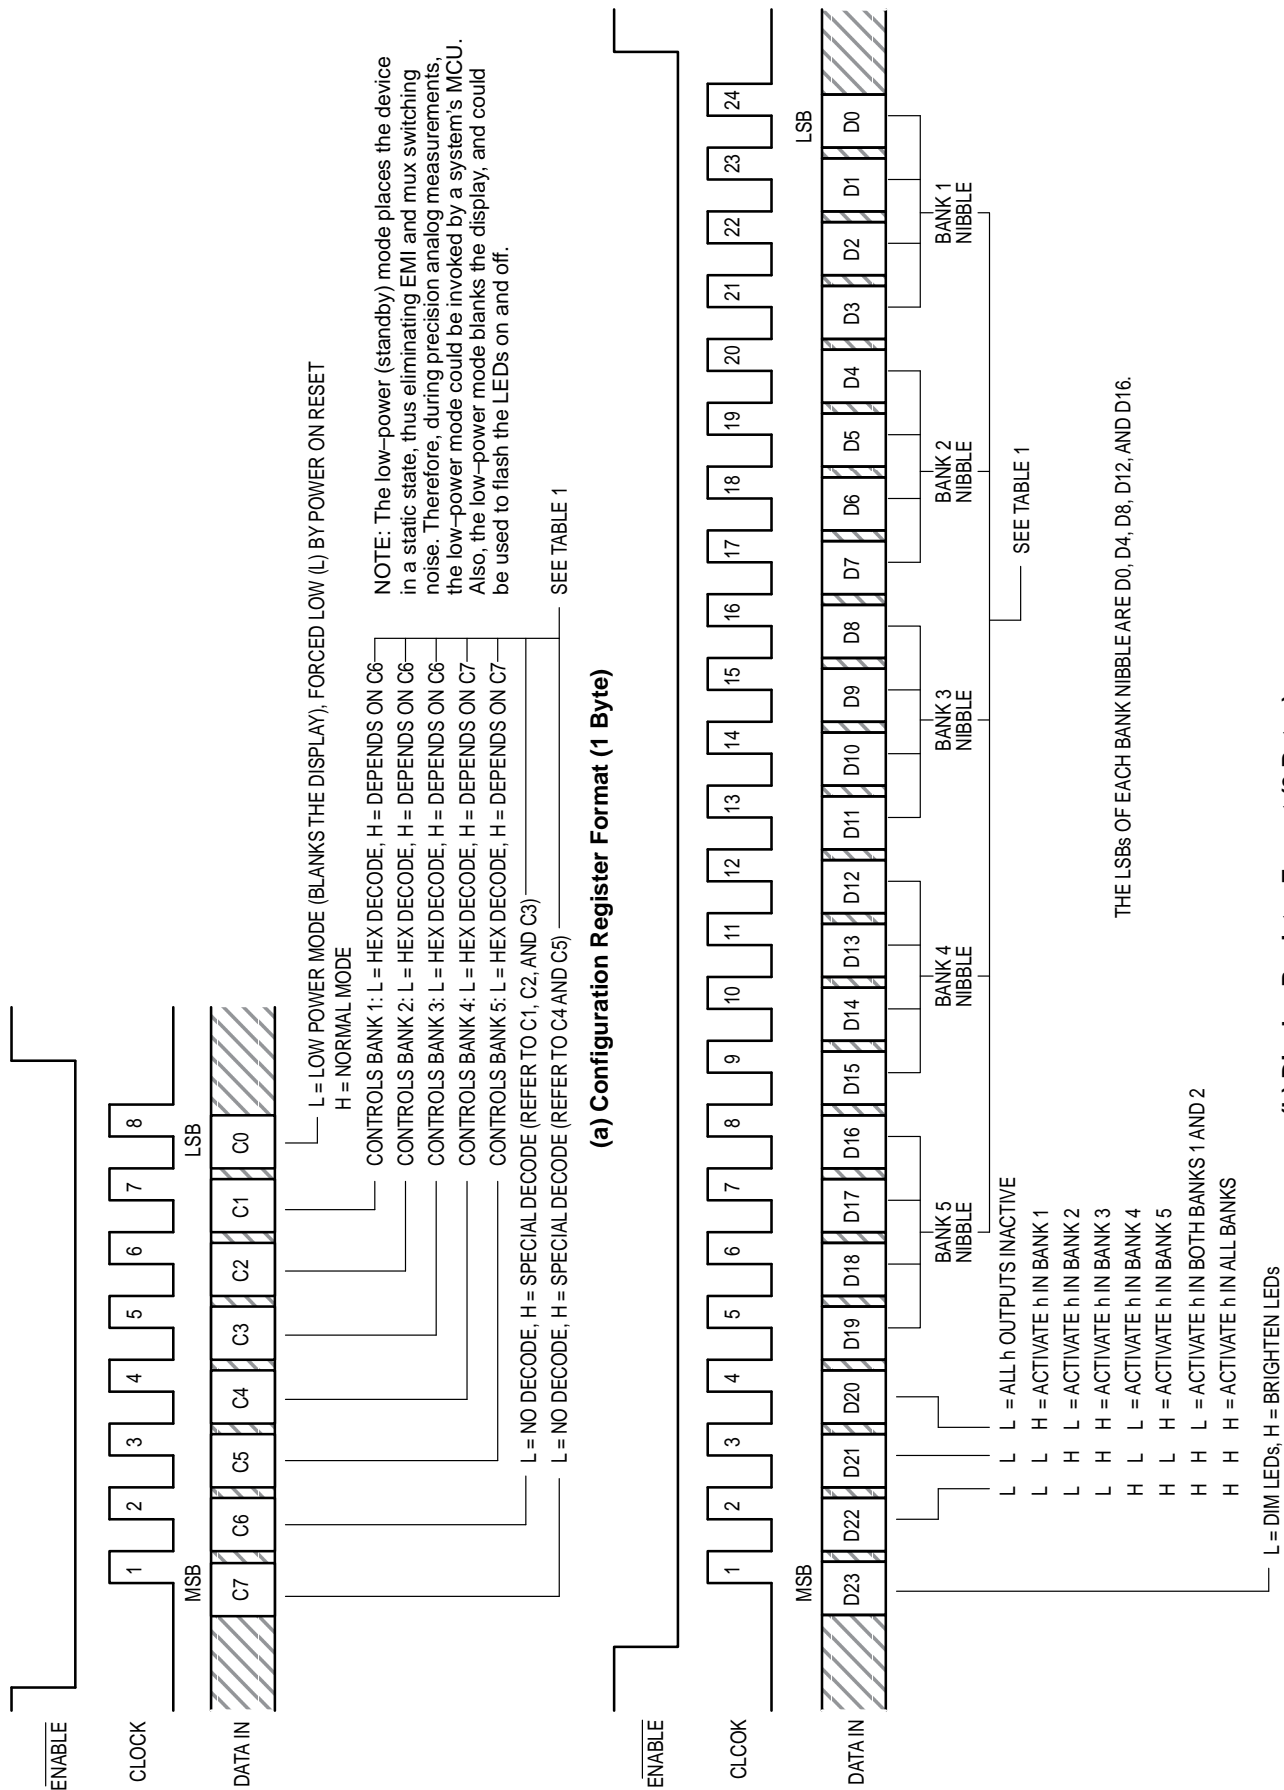 ENABLE
CLOCK
1 2 3 4 5 6 7 8
MSB LSB
DATA IN
C7 C6 C5 C4 C3 C2 C1 C0
L = LOW POWER MODE (BLANKS THE DISPLAY), FORCED LOW (L) BY POWER ON RESET
H = NORMAL MODE
CONTROLS BANK 1: L = HEX DECODE, H = DEPENDS ON C6
CONTROLS BANK 2: L = HEX DECODE, H = DEPENDS ON C6
CONTROLS BANK 3: L = HEX DECODE, H = DEPENDS ON C6
CONTROLS BANK 4: L = HEX DECODE, H = DEPENDS ON C7
CONTROLS BANK 5: L = HEX DECODE, H = DEPENDS ON C7
L = NO DECODE, H = SPECIAL DECODE (REFER TO C1, C2, AND C3)
L = NO DECODE, H = SPECIAL DECODE (REFER TO C4 AND C5)
SEE TABLE 1
NOTE: The low–power (standby) mode places the device
in a static state, thus eliminating EMI and mux switching
noise. Therefore, during precision analog measurements,
the low–power mode could be invoked by a system's MCU.
Also, the low–power mode blanks the display, and could
be used to flash the LEDs on and off.
(a) Configuration Register Format (1 Byte)
ENABLE
CLCOK
1 2 3 4 5 6 7 8 9 10 11 12 13 14 15 16 17 18 19 20 21 22 23 24
MSB LSB
DATA IN
D23 D22 D21 D20 D19 D18 D17 D16 D15 D14 D13 D12 D11 D10 D9 D8 D7 D6 D5 D4 D3 D2 D1 D0
BANK 5
NIBBLE
BANK 4
NIBBLE
BANK 3
NIBBLE
BANK 2
NIBBLE
BANK 1
NIBBLE
SEE TABLE 1
L L L = ALL h OUTPUTS INACTIVE
L L H = ACTIVATE h IN BANK 1
L H L = ACTIVATE h IN BANK 2
L H H = ACTIVATE h IN BANK 3
H L L = ACTIVATE h IN BANK 4
H L H = ACTIVATE h IN BANK 5
H H L = ACTIVATE h IN BOTH BANKS 1 AND 2
H H H = ACTIVATE h IN ALL BANKS
THE LSBs OF EACH BANK NIBBLE ARE D0, D4, D8, D12, AND D16.
L = DIM LEDs, H = BRIGHTEN LEDs